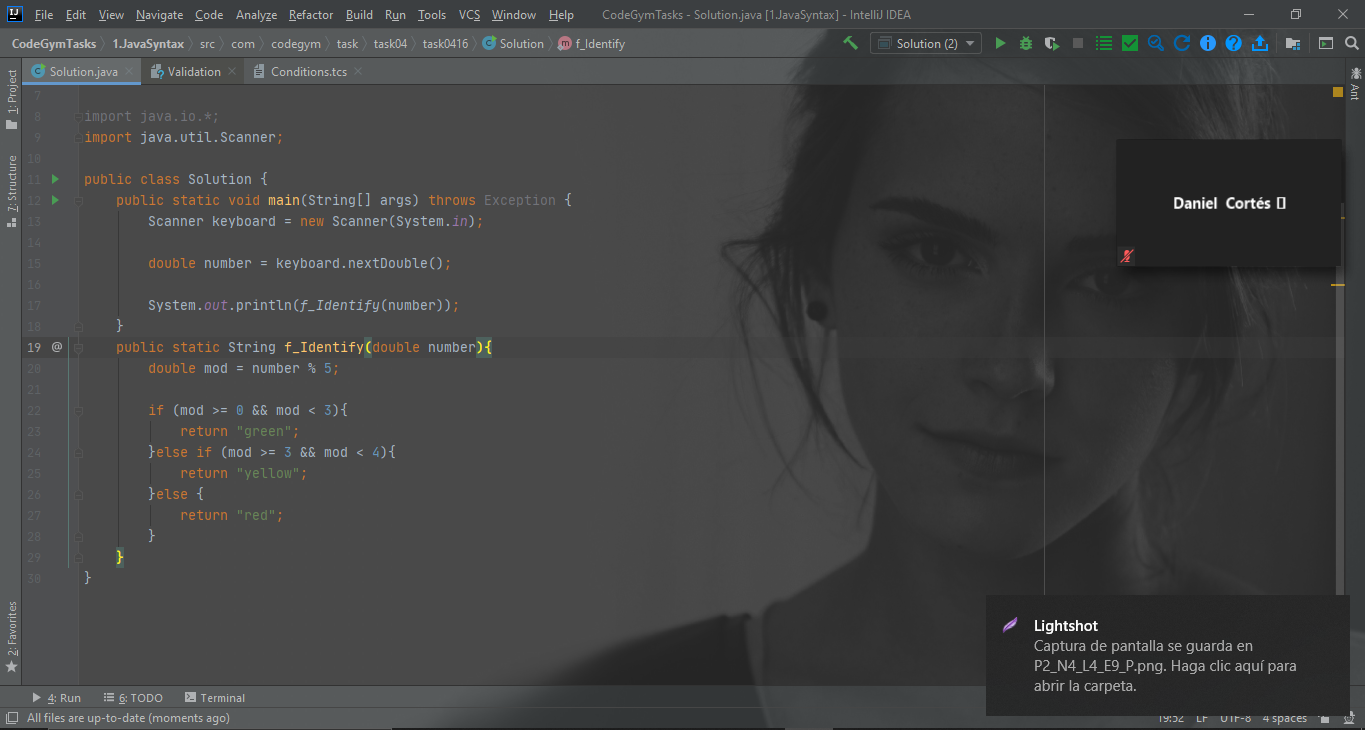 File Edit View Navigate Code Analyze Refactor Build Run Tools VCS Window Help CodeGymTasks - Solution.java [1.JavaSyntax] - IntelliJ IDEA
CodeGymTasks 1.JavaSyntax src com codegym task task04 task0416 Solution f_Identify Solution (2)
Solution.java Validation Conditions.tcs
1: Project
7: Structure
2: Favorites
Ant
7
8 import java.io.*;
9 import java.util.Scanner;
10
11 public class Solution {
12 public static void main(String[] args) throws Exception {
13 Scanner keyboard = new Scanner(System.in);
14
15 double number = keyboard.nextDouble();
16
17 System.out.println(f_Identify(number));
18 }
19 @ public static String f_Identify(double number){
20 double mod = number % 5;
21
22 if (mod >= 0 && mod < 3){
23 return "green";
24 }else if (mod >= 3 && mod < 4){
25 return "yellow";
26 }else {
27 return "red";
28 }
29 }
30 }
Daniel Cortés
Lightshot
Captura de pantalla se guarda en
P2_N4_L4_E9_P.png. Haga clic aquí para
abrir la carpeta.
4: Run 6: TODO Terminal
All files are up-to-date (moments ago) 19:52 LF UTF-8 4 spaces